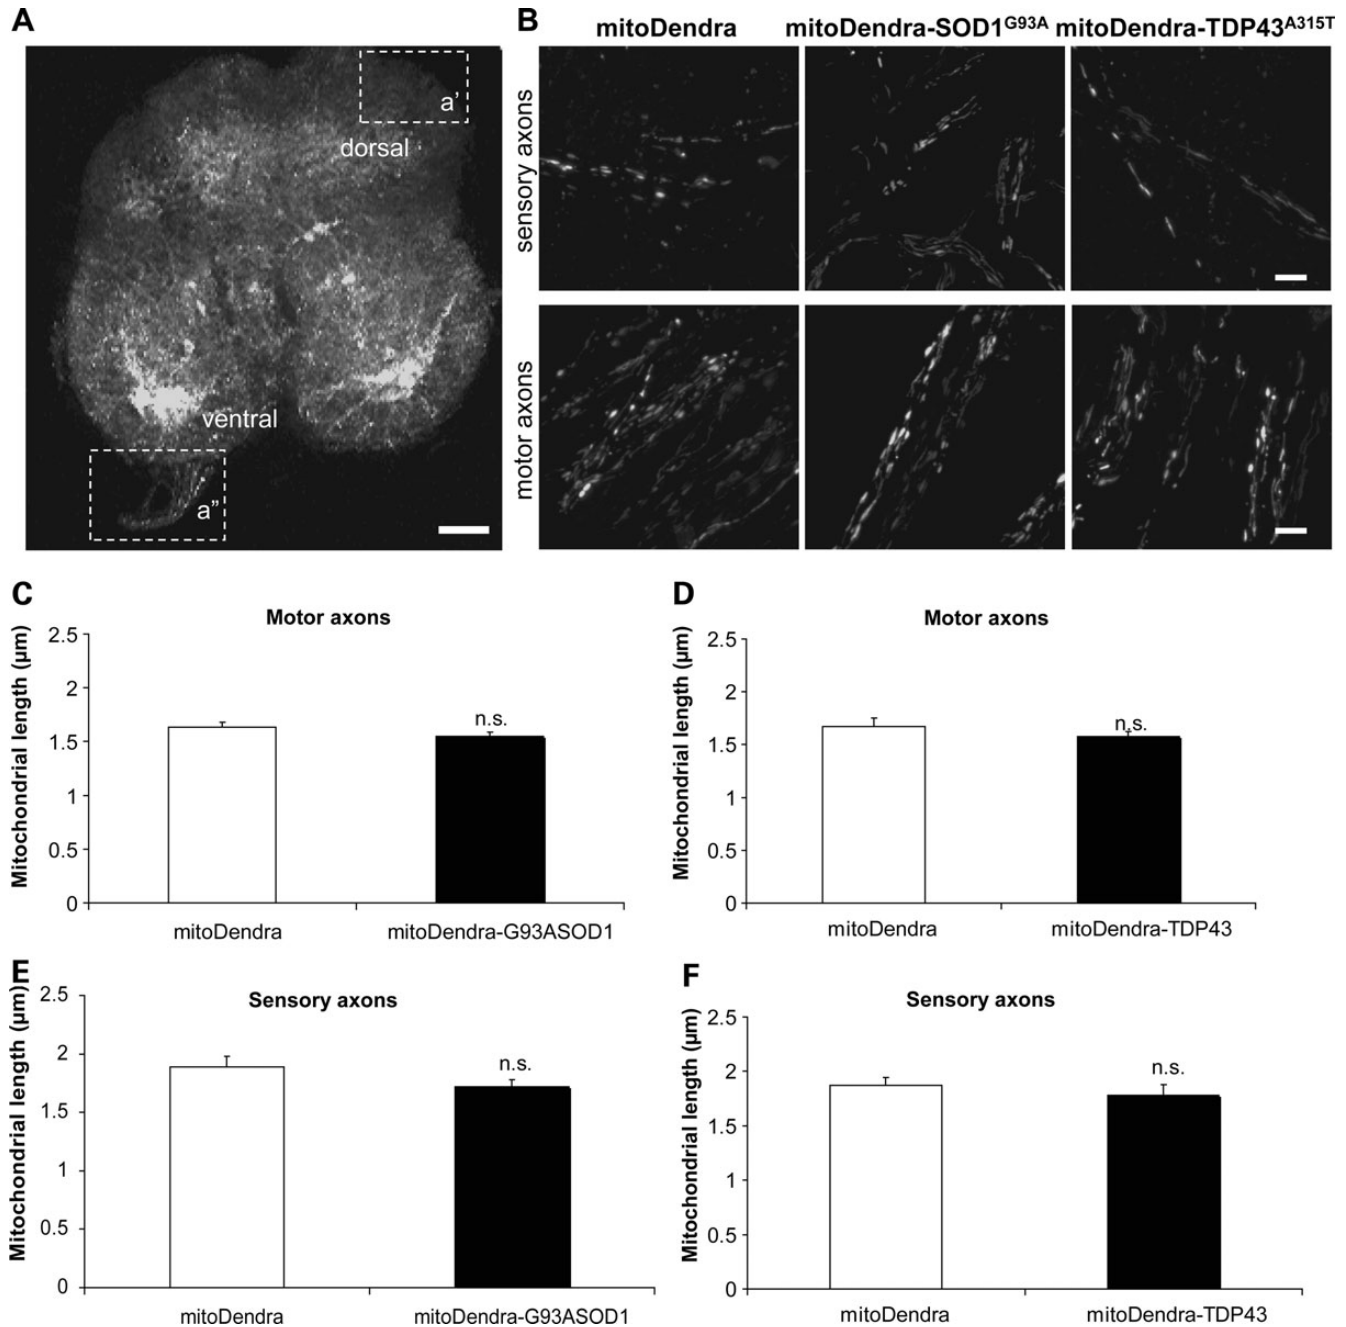 A
a’
dorsal
ventral
a”
B
mitoDendra
mitoDendra-SOD1G93A
mitoDendra-TDP43A315T
sensory axons
motor axons
C
Motor axons
Mitochondrial length (µm)
2.5
2
1.5
1
0.5
0
n.s.
mitoDendra
mitoDendra-G93ASOD1
D
Motor axons
Mitochondrial length (µm)
2.5
2
1.5
1
0.5
0
n.s.
mitoDendra
mitoDendra-TDP43
E
Sensory axons
Mitochondrial length (µm)
2.5
2
1.5
1
0.5
0
n.s.
mitoDendra
mitoDendra-G93ASOD1
F
Sensory axons
Mitochondrial length (µm)
2.5
2
1.5
1
0.5
0
n.s.
mitoDendra
mitoDendra-TDP43